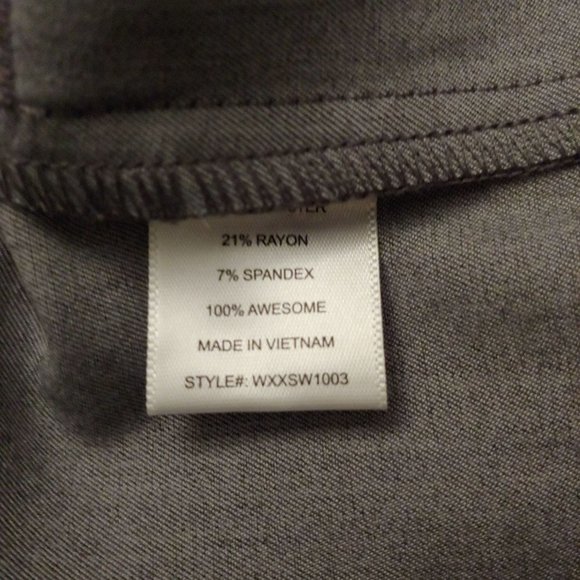 21% RAYON
7% SPANDEX
100% AWESOME
MADE IN VIETNAM
STYLE#: WXXSW1003